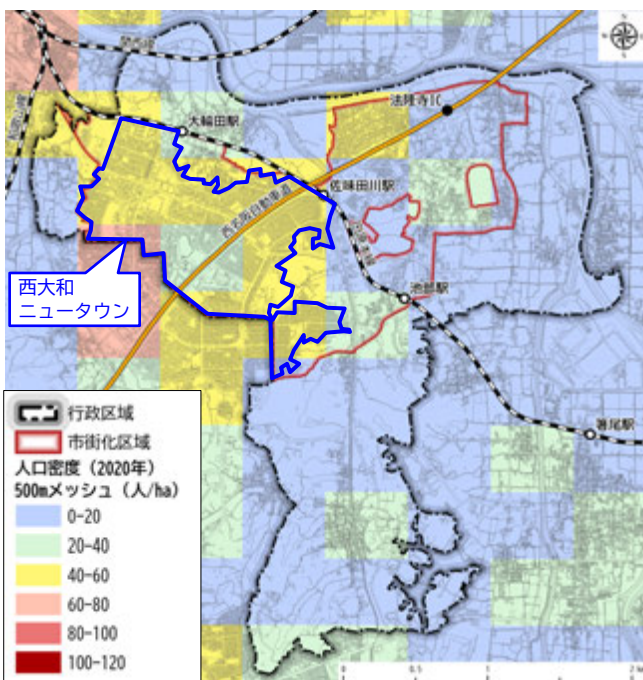 大輪田駅
法隆寺IC
佐味田川駅
西名阪自動車道
池部駅
箸尾駅
西大和
ニュータウン
行政区域
市街化区域
人口密度（2020年）
500mメッシュ（人/ha）
0-20
20-40
40-60
60-80
80-100
100-120
0
0.5
1